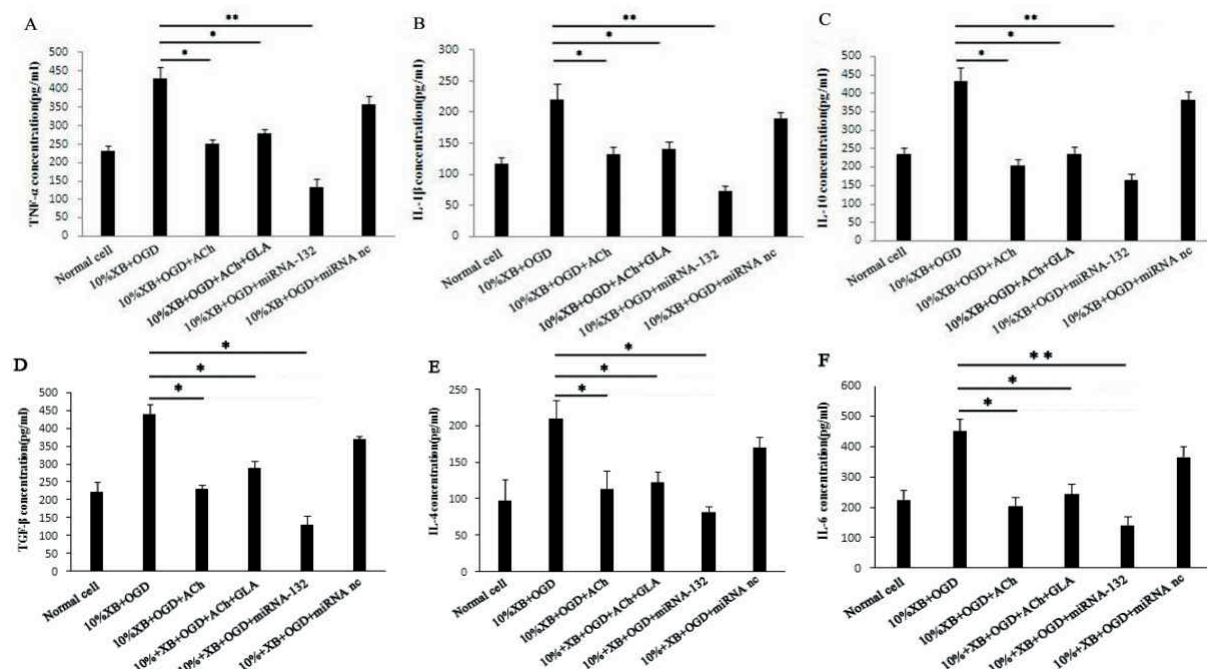 A
**
*
*
TNF-α concentration(pg/ml)
500
450
400
350
300
250
200
150
100
50
0
Normal cell
10%XB+OGD
10%XB+OGD+ACh
10%XB+OGD+ACh+GLA
10%XB+OGD+miRNA-132
10%XB+OGD+miRNA nc
B
**
*
*
IL-1β concentration(pg/ml)
300
250
200
150
100
50
0
Normal cell
10%XB+OGD
10%XB+OGD+ACh
10%XB+OGD+ACh+GLA
10%XB+OGD+miRNA-132
10%XB+OGD+miRNA nc
C
**
*
*
IL-10 concentration(pg/ml)
500
450
400
350
300
250
200
150
100
50
0
Normal cell
10%XB+OGD
10%XB+OGD+ACh
10%XB+OGD+ACh+GLA
10%XB+OGD+miRNA-132
10%XB+OGD+miRNA nc
D
*
*
*
TGF-β concentration(pg/ml)
500
450
400
350
300
250
200
150
100
50
0
Normal cell
10%XB+OGD
10%XB+OGD+ACh
10%+XB+OGD+ACh+GLA
10%+XB+OGD+miRNA-132
10%+XB+OGD+miRNA nc
E
*
*
*
IL-4 concentration(pg/ml)
250
200
150
100
50
0
Normal cell
10%XB+OGD
10%XB+OGD+ACh
10%+XB+OGD+ACh+GLA
10%+XB+OGD+miRNA-132
10%+XB+OGD+miRNA nc
F
**
*
*
IL-6 concentration(pg/ml)
600
500
400
300
200
100
0
Normal cell
10%XB+OGD
10%XB+OGD+ACh
10%+XB+OGD+ACh+GLA
10%+XB+OGD+miRNA-132
10%+XB+OGD+miRNA nc